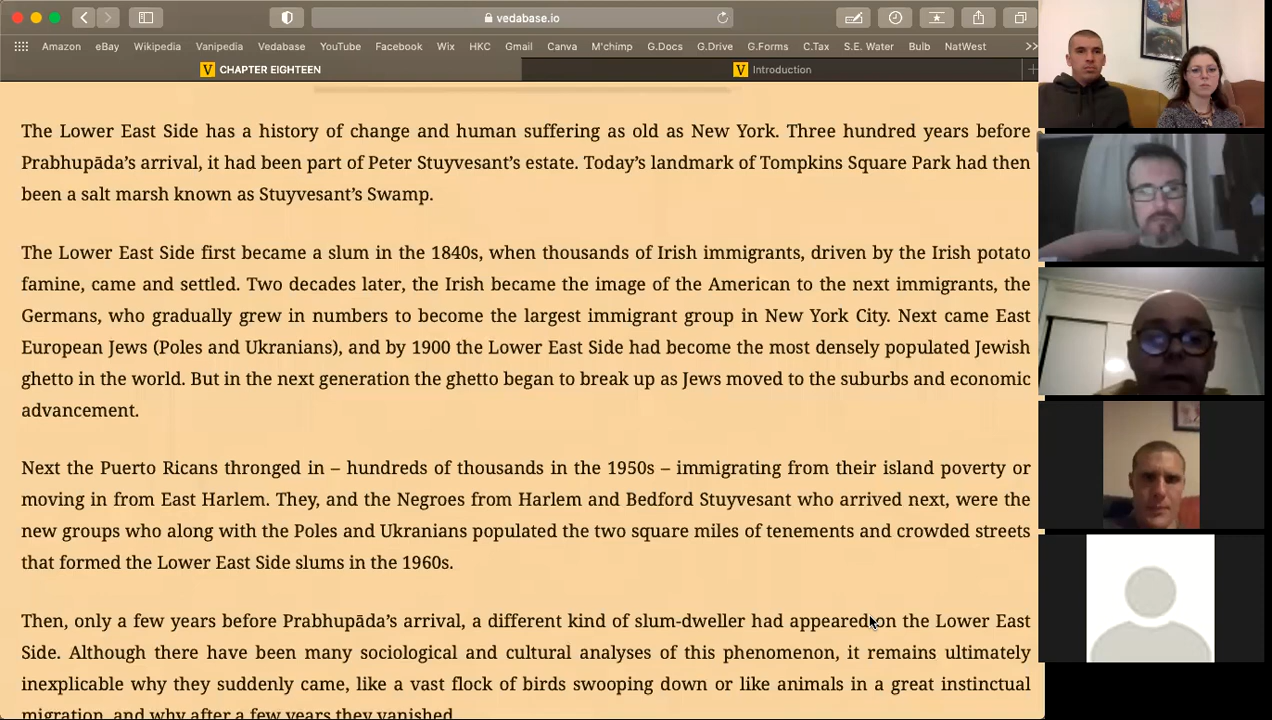 vedabase.io
Amazon eBay Wikipedia Vanipedia Vedabase YouTube Facebook Wix HKC Gmail Canva M'chimp G.Docs G.Drive G.Forms C.Tax S.E. Water Bulb NatWest >>
V CHAPTER EIGHTEEN V Introduction +
The Lower East Side has a history of change and human suffering as old as New York. Three hundred years before
Prabhupāda’s arrival, it had been part of Peter Stuyvesant’s estate. Today’s landmark of Tompkins Square Park had then
been a salt marsh known as Stuyvesant’s Swamp.
The Lower East Side first became a slum in the 1840s, when thousands of Irish immigrants, driven by the Irish potato
famine, came and settled. Two decades later, the Irish became the image of the American to the next immigrants, the
Germans, who gradually grew in numbers to become the largest immigrant group in New York City. Next came East
European Jews (Poles and Ukranians), and by 1900 the Lower East Side had become the most densely populated Jewish
ghetto in the world. But in the next generation the ghetto began to break up as Jews moved to the suburbs and economic
advancement.
Next the Puerto Ricans thronged in – hundreds of thousands in the 1950s – immigrating from their island poverty or
moving in from East Harlem. They, and the Negroes from Harlem and Bedford Stuyvesant who arrived next, were the
new groups who along with the Poles and Ukranians populated the two square miles of tenements and crowded streets
that formed the Lower East Side slums in the 1960s.
Then, only a few years before Prabhupāda’s arrival, a different kind of slum-dweller had appeared on the Lower East
Side. Although there have been many sociological and cultural analyses of this phenomenon, it remains ultimately
inexplicable why they suddenly came, like a vast flock of birds swooping down or like animals in a great instinctual
migration, and why after a few years they vanished.